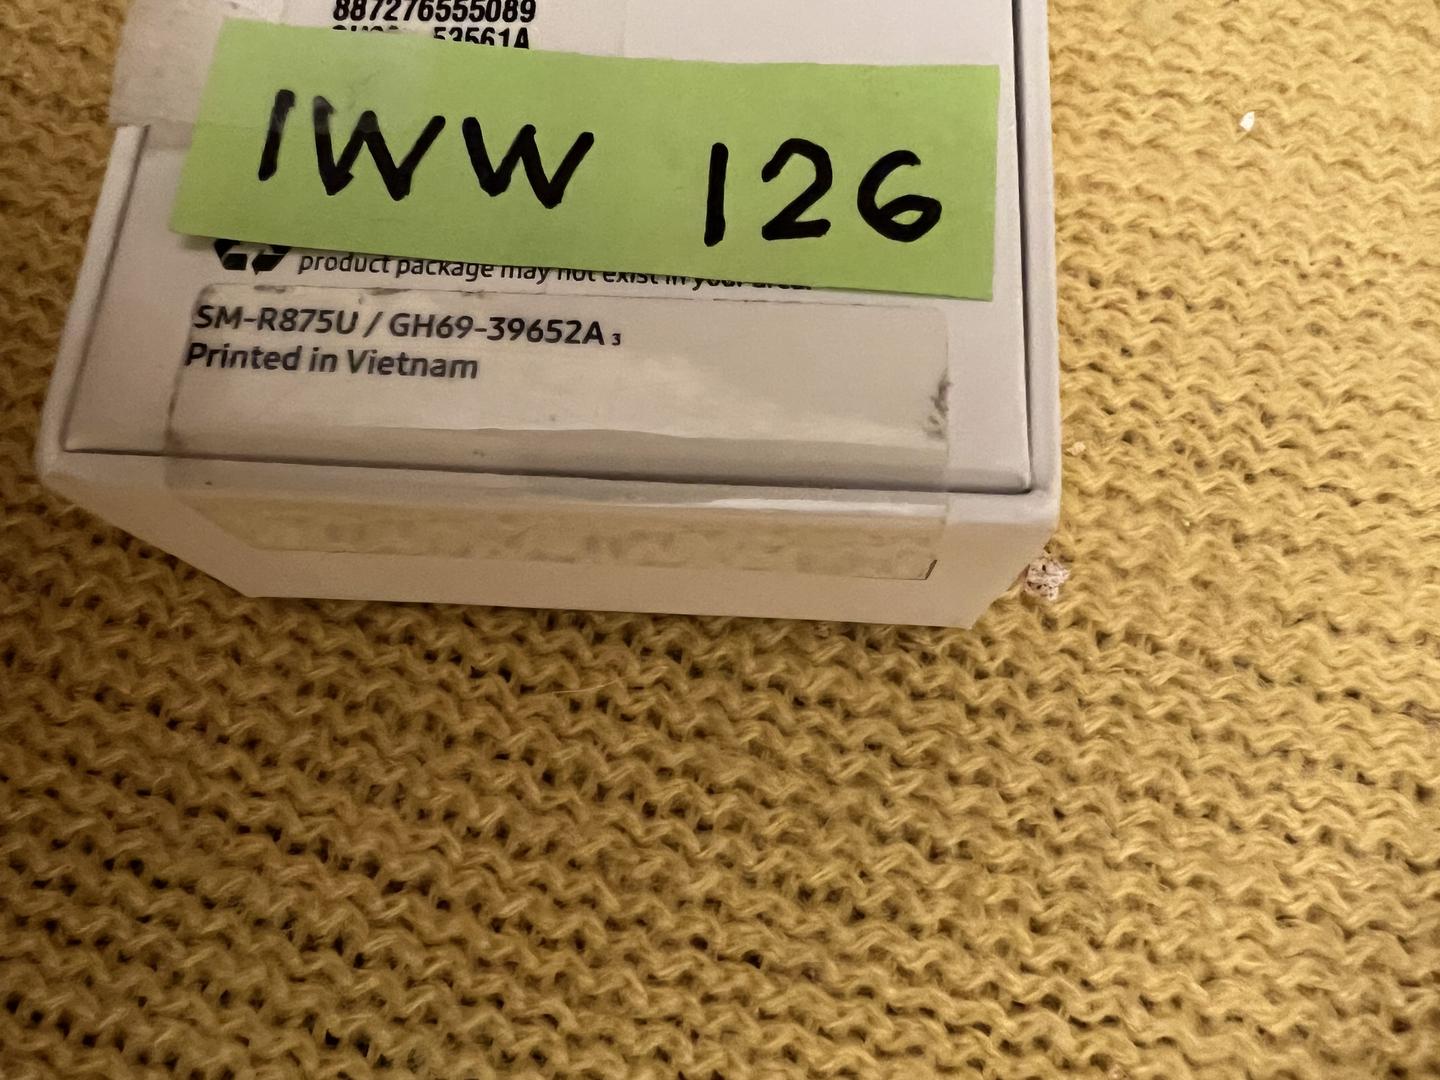 887276555089
53561A
IWW 126
product package may not exist in your area.
SM-R875U / GH69-39652A 3
Printed in Vietnam